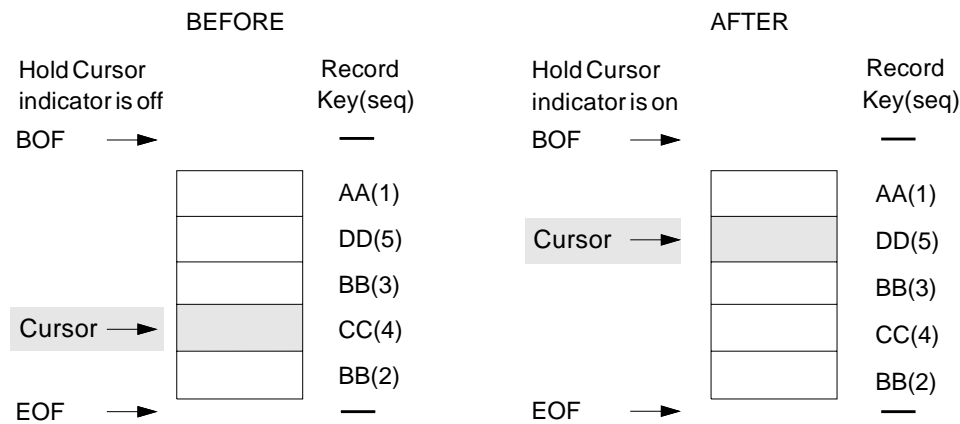 BEFORE
Hold Cursor
indicator is off
Record
Key(seq)
BOF
—
AA(1)
DD(5)
BB(3)
Cursor
CC(4)
BB(2)
EOF
—
AFTER
Hold Cursor
indicator is on
Record
Key(seq)
BOF
—
AA(1)
Cursor
DD(5)
BB(3)
CC(4)
BB(2)
EOF
—